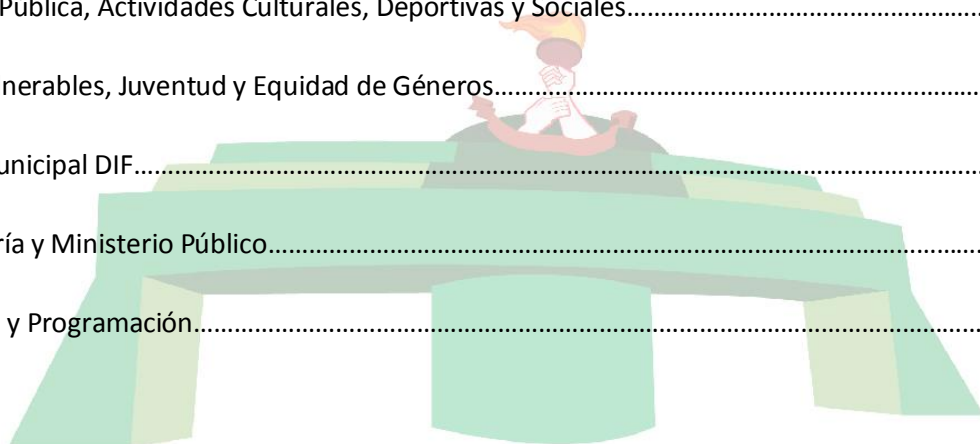 Pública, Actividades Culturales, Deportivas y Sociales................................................
nerables, Juventud y Equidad de Géneros................................................................
unicipal DIF................................................................................................................
ría y Ministerio Público................................................................................................
y Programación............................................................................................................